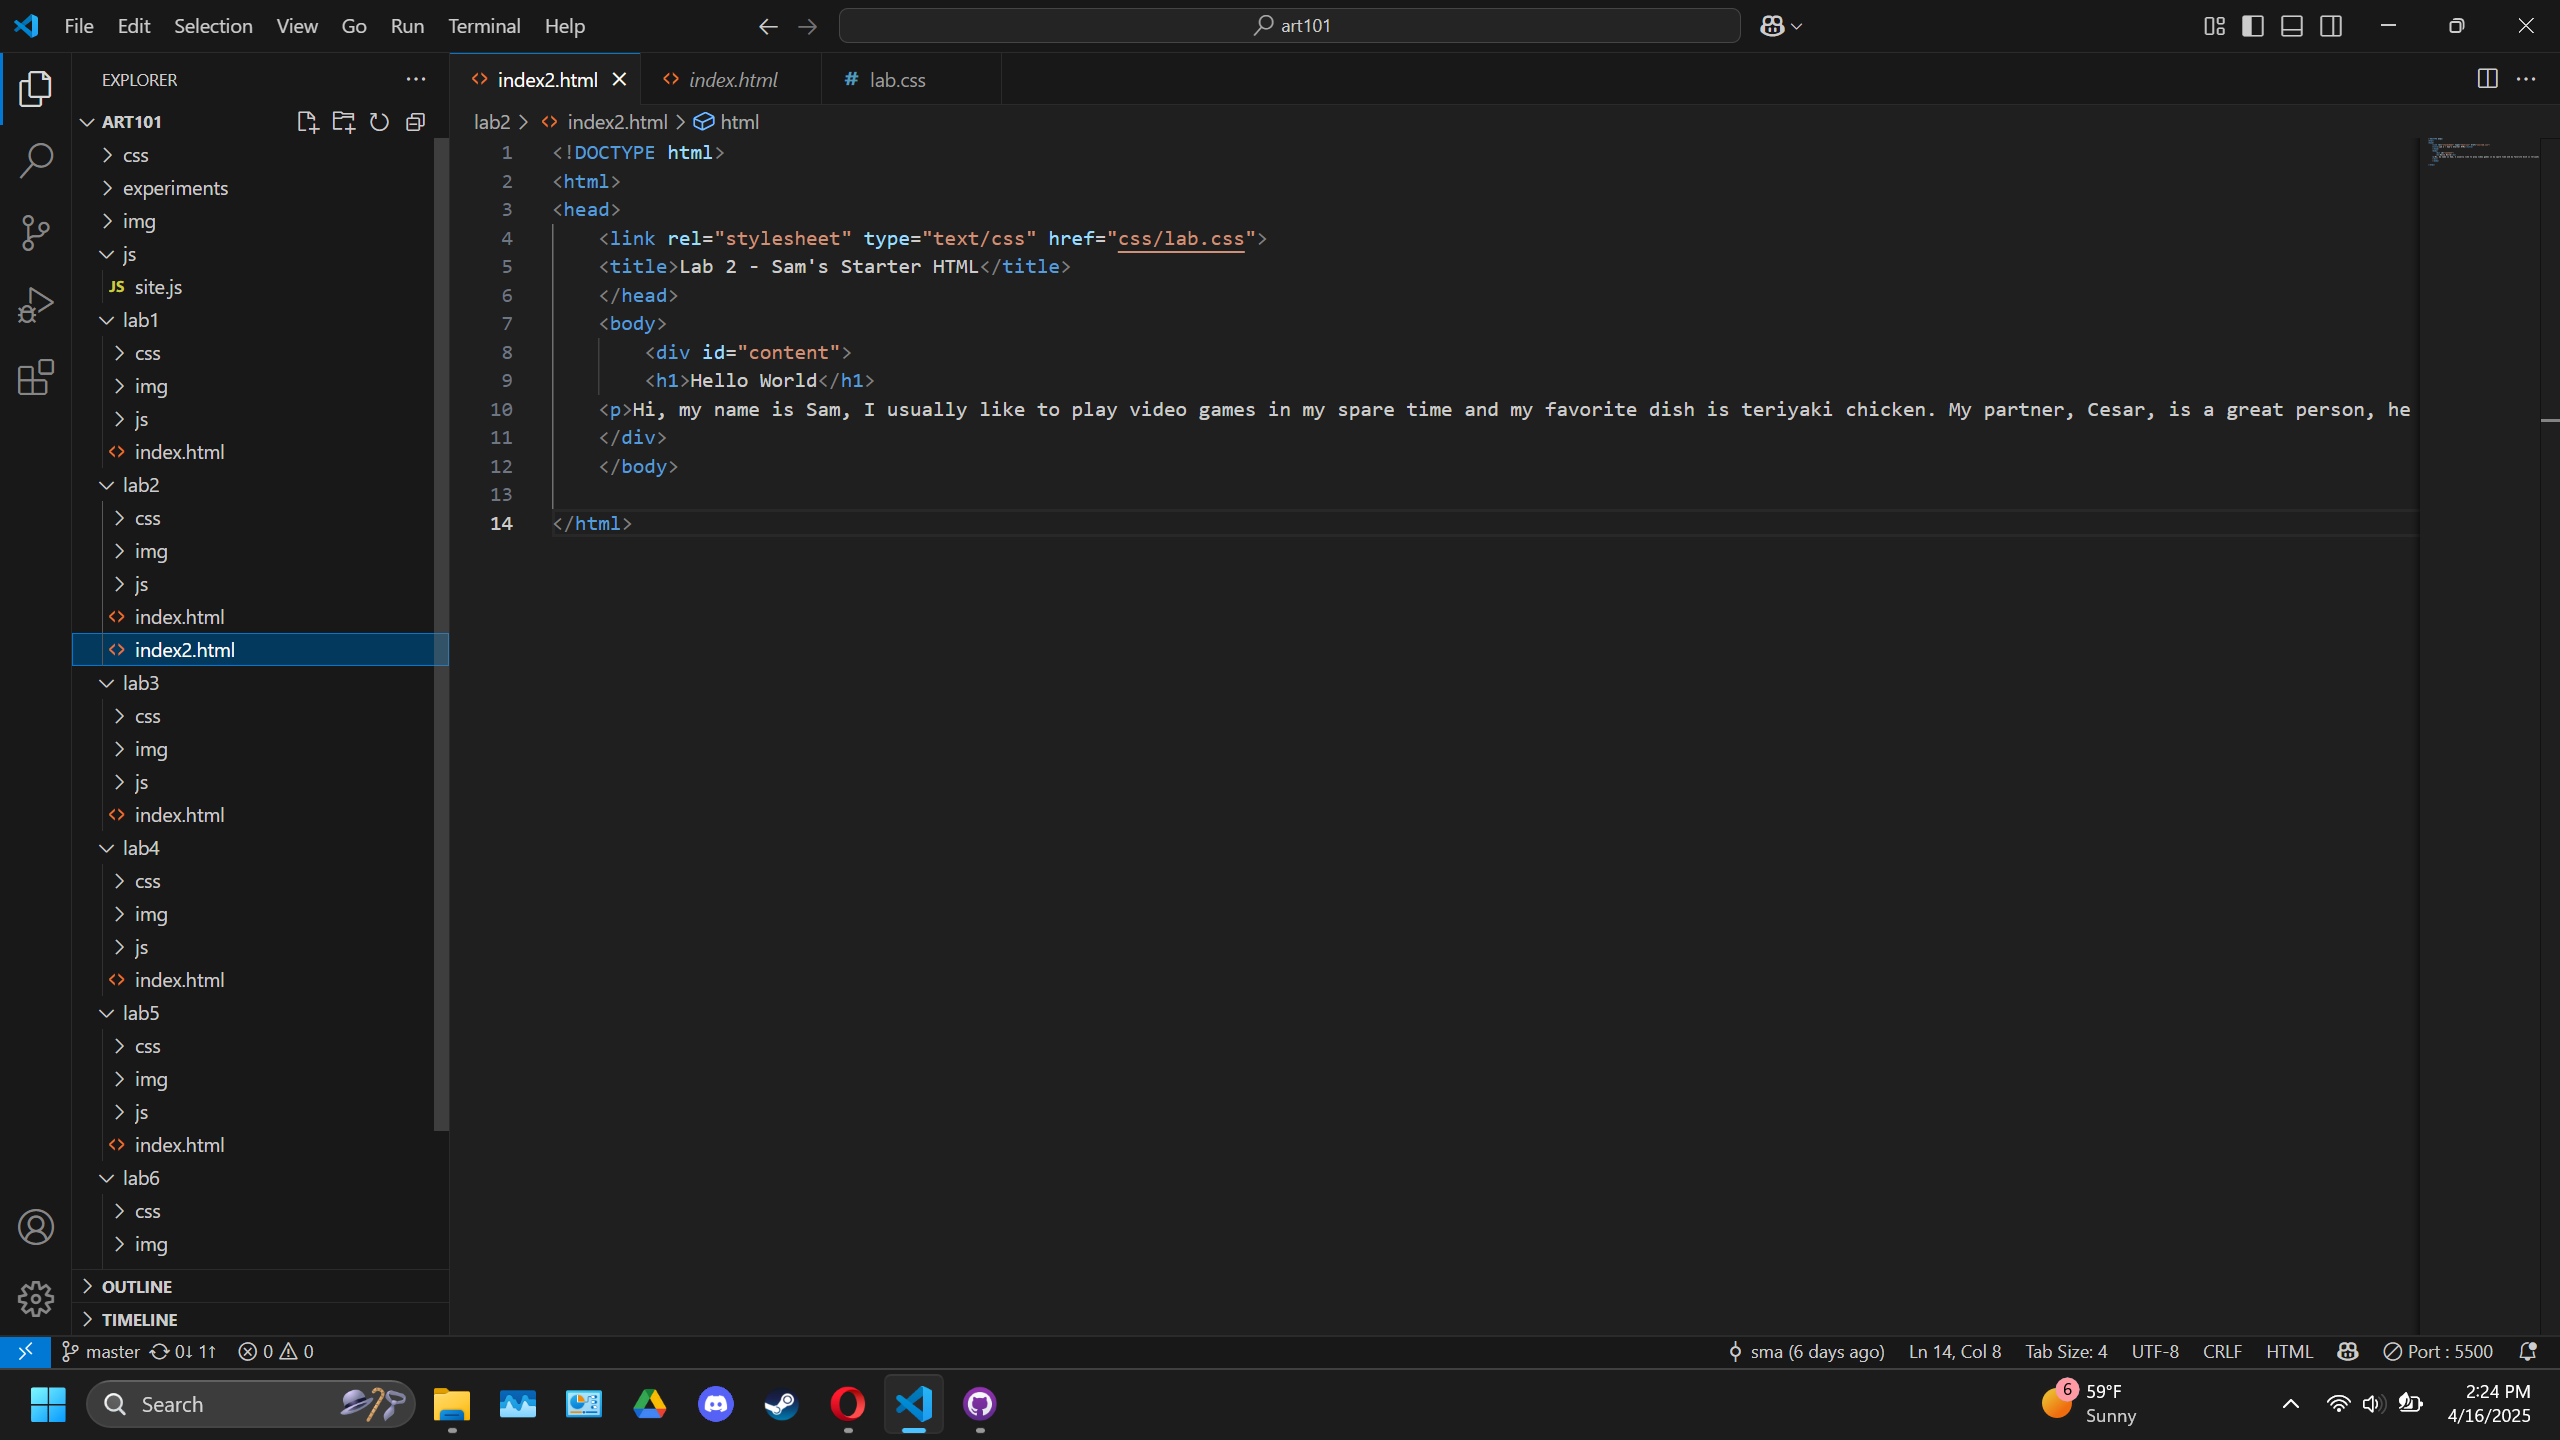 File Edit Selection View Go Run Terminal Help
art101
EXPLORER
ART101
css
experiments
img
js
JS site.js
lab1
css
img
js
index.html
lab2
css
img
js
index.html
index2.html
lab3
css
img
js
index.html
lab4
css
img
js
index.html
lab5
css
img
js
index.html
lab6
css
img
OUTLINE
TIMELINE
index2.html
index.html
# lab.css
lab2 > index2.html > html
1 <!DOCTYPE html>
2 <html>
3 <head>
4 <link rel="stylesheet" type="text/css" href="css/lab.css">
5 <title>Lab 2 - Sam's Starter HTML</title>
6 </head>
7 <body>
8 <div id="content">
9 <h1>Hello World</h1>
10 <p>Hi, my name is Sam, I usually like to play video games in my spare time and my favorite dish is teriyaki chicken. My partner, Cesar, is a great person, he
11 </div>
12 </body>
13
14 </html>
master 0↓ 1↑ 0 0
sma (6 days ago) Ln 14, Col 8 Tab Size: 4 UTF-8 CRLF HTML Port : 5500
Search
6
59°F
Sunny
2:24 PM
4/16/2025